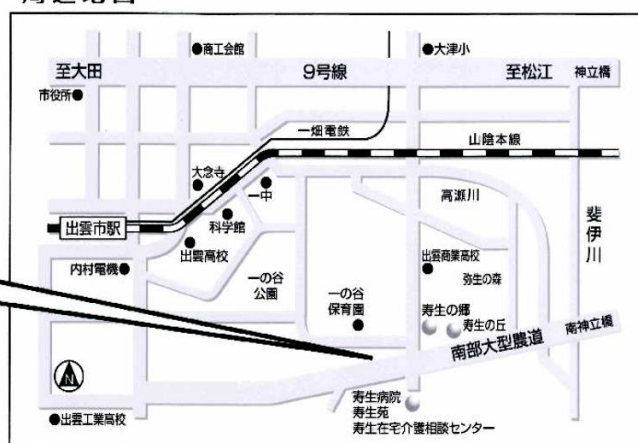 商工会館
大津小
至大田
9号線
至松江
神立橋
市役所
一畑電鉄
山陰本線
大念寺
一中
高瀬川
斐伊川
出雲市駅
科学館
出雲高校
内村電機
一の谷
公園
一の谷
保育園
出雲商業高校
弥生の森
寿生の郷
寿生の丘
南部大型農道
南神立橋
N
出雲工業高校
寿生病院
寿生苑
寿生在宅介護相談センター